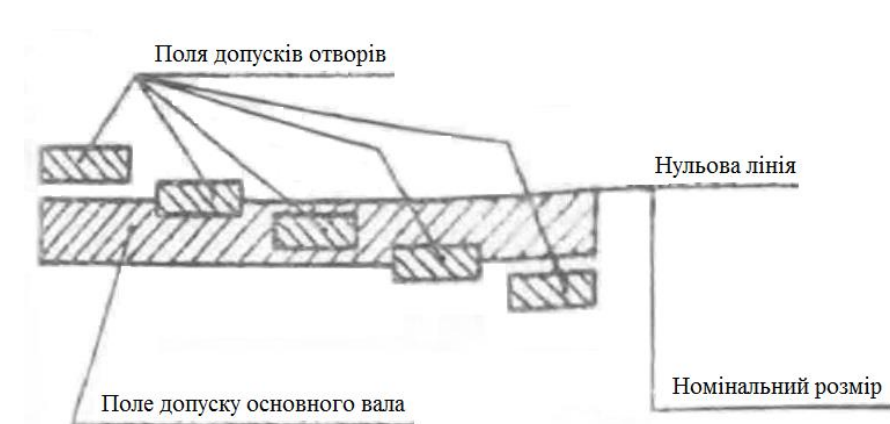 Поля допусків отворів
Нульова лінія
Номінальний розмір
Поле допуску основного вала